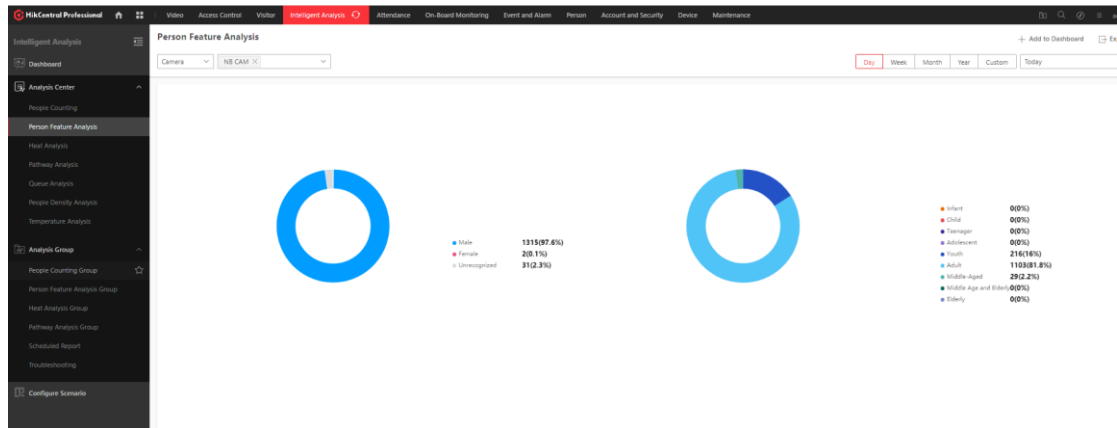 HikCentral Professional Video Access Control Visitor Intelligent Analysis Attendance On-Board Monitoring Event and Alarm Person Account and Security Device Maintenance
Intelligent Analysis
Dashboard
Analysis Center
People Counting
Person Feature Analysis
Heat Analysis
Pathway Analysis
Queue Analysis
People Density Analysis
Temperature Analysis
Analysis Group
People Counting Group
Person Feature Analysis Group
Heat Analysis Group
Pathway Analysis Group
Scheduled Report
Troubleshooting
Configure Scenario
Person Feature Analysis
+ Add to Dashboard Ex
Camera NB CAM × Day Week Month Year Custom Today
Male 1315(97.6%)
Female 2(0.1%)
Unrecognized 31(2.3%)
Infant 0(0%)
Child 0(0%)
Teenager 0(0%)
Adolescent 0(0%)
Youth 216(16%)
Adult 1103(81.8%)
Middle-Aged 29(2.2%)
Middle Age and Elderly 0(0%)
Elderly 0(0%)